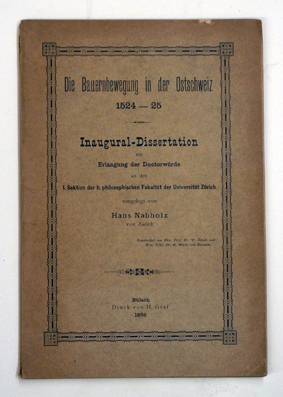 Die Bauernbewegung in der Ostschweiz
1524 — 25
Inaugural-Dissertation
zur
Erlangung der Doctorwürde
an der
I. Sektion der h. philosophischen Fakultät der Universität Zürich
vorgelegt von
Hans Nabholz
von Zürich
Bülach
Druck von H. Graf
1898